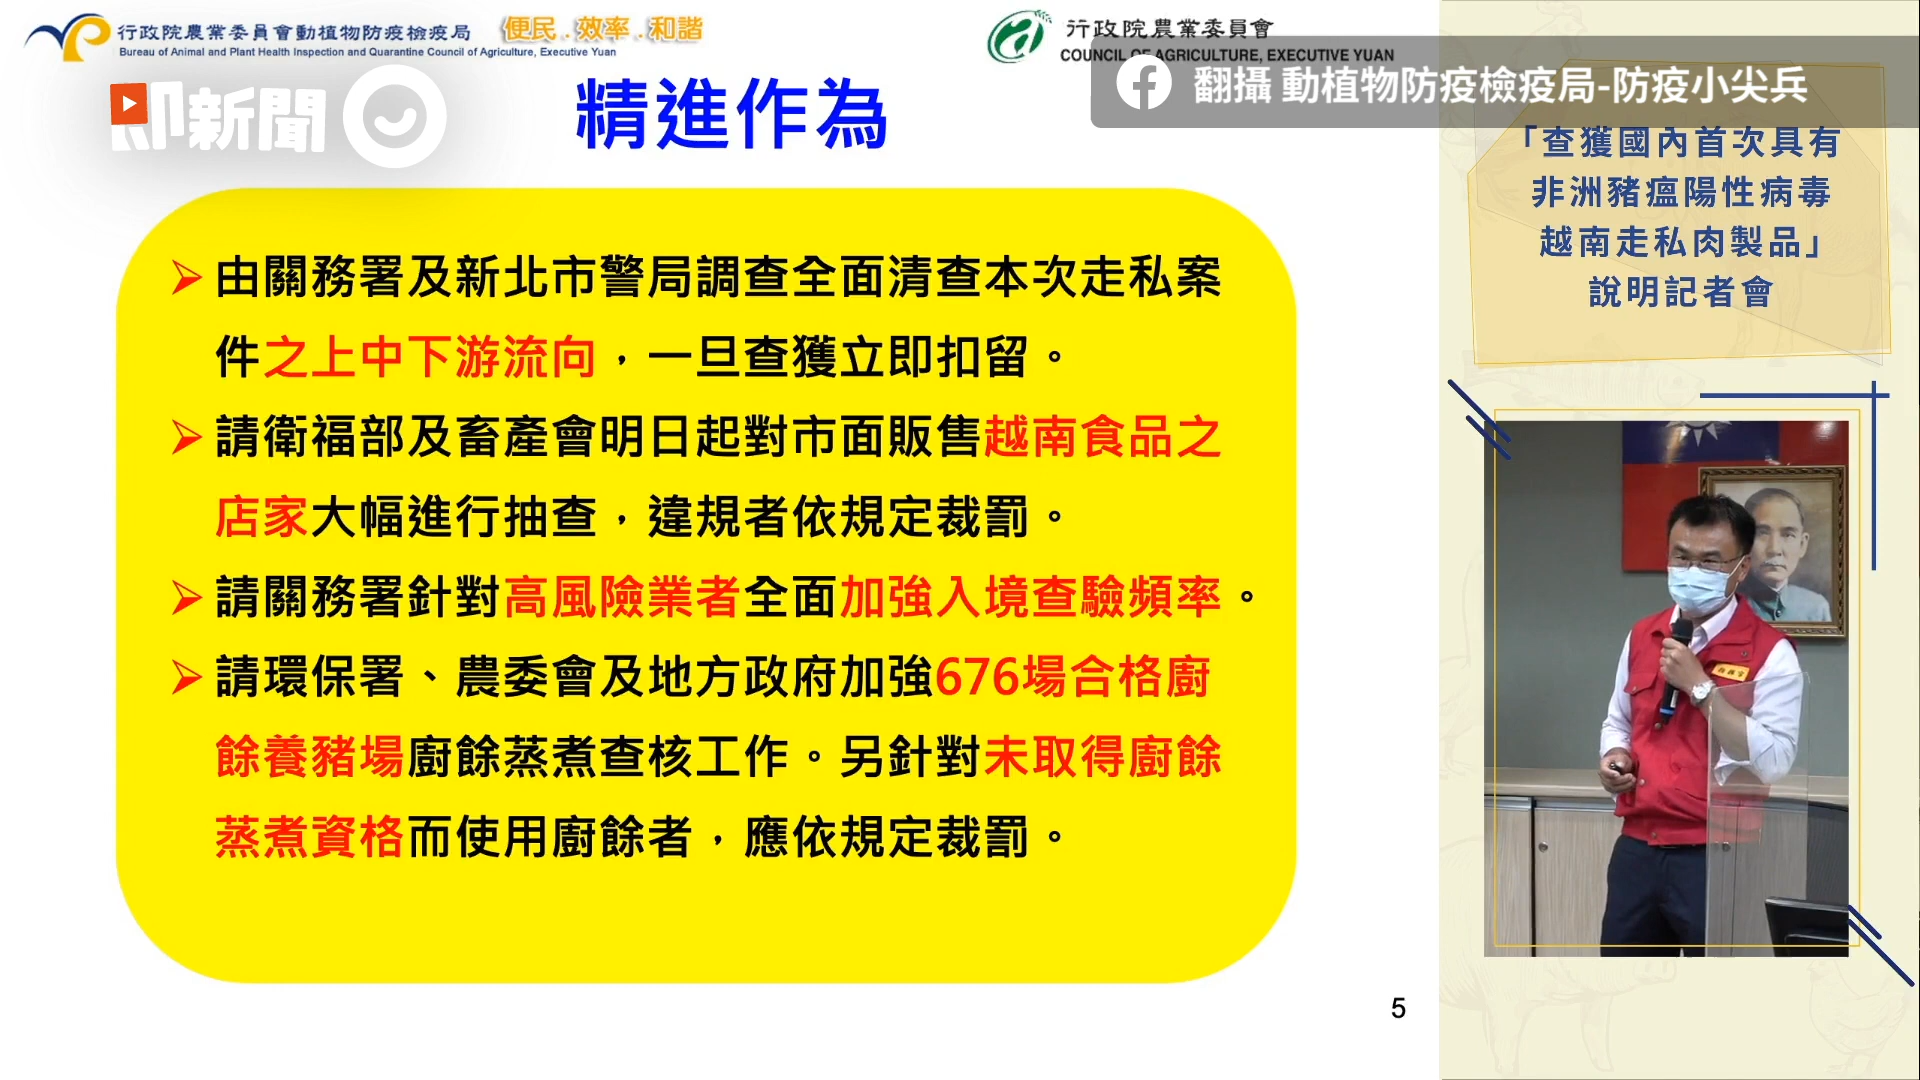 行政院農業委員會動植物防疫檢疫局
便民.效率.和諧
Bureau of Animal and Plant Health Inspection and Quarantine Council of Agriculture, Executive Yuan
行政院農業委員會
COUNCIL OF AGRICULTURE, EXECUTIVE YUAN
翻攝 動植物防疫檢疫局-防疫小尖兵
即新聞
精進作為
由關務署及新北市警局調查全面清查本次走私案
件之上中下游流向，一旦查獲立即扣留。
請衛福部及畜產會明日起對市面販售越南食品之
店家大幅進行抽查，違規者依規定裁罰。
請關務署針對高風險業者全面加強入境查驗頻率。
請環保署、農委會及地方政府加強676場合格廚
餘養豬場廚餘蒸煮查核工作。另針對未取得廚餘
蒸煮資格而使用廚餘者，應依規定裁罰。
5
「查獲國內首次具有
非洲豬瘟陽性病毒
越南走私肉製品」
說明記者會